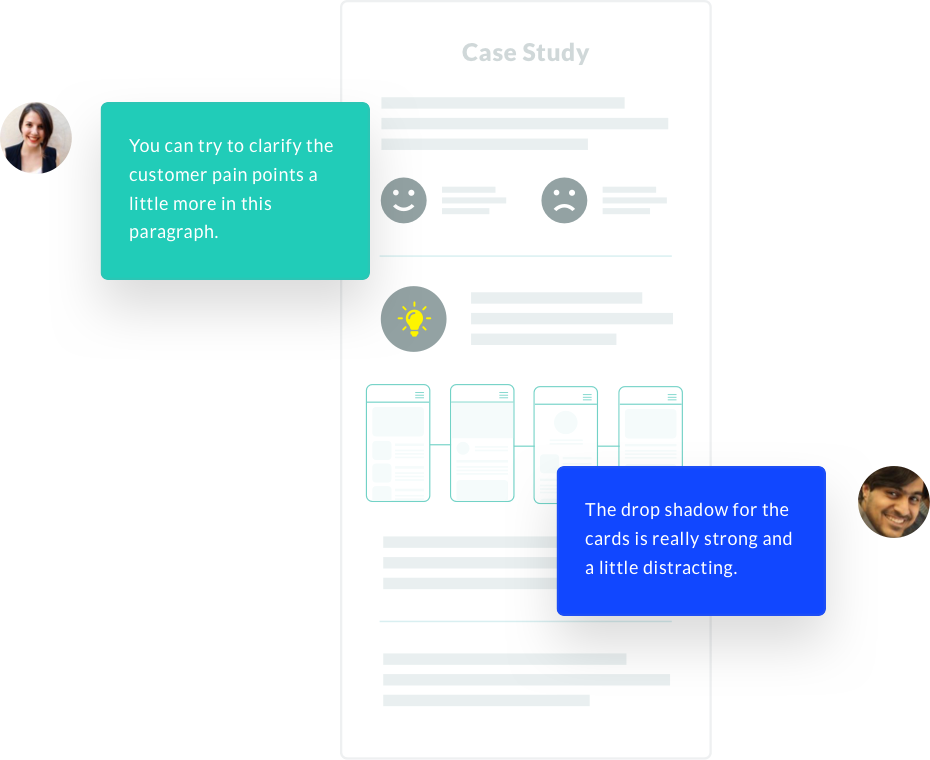 Case Study
You can try to clarify the
customer pain points a
little more in this
paragraph.
The drop shadow for the
cards is really strong and
a little distracting.